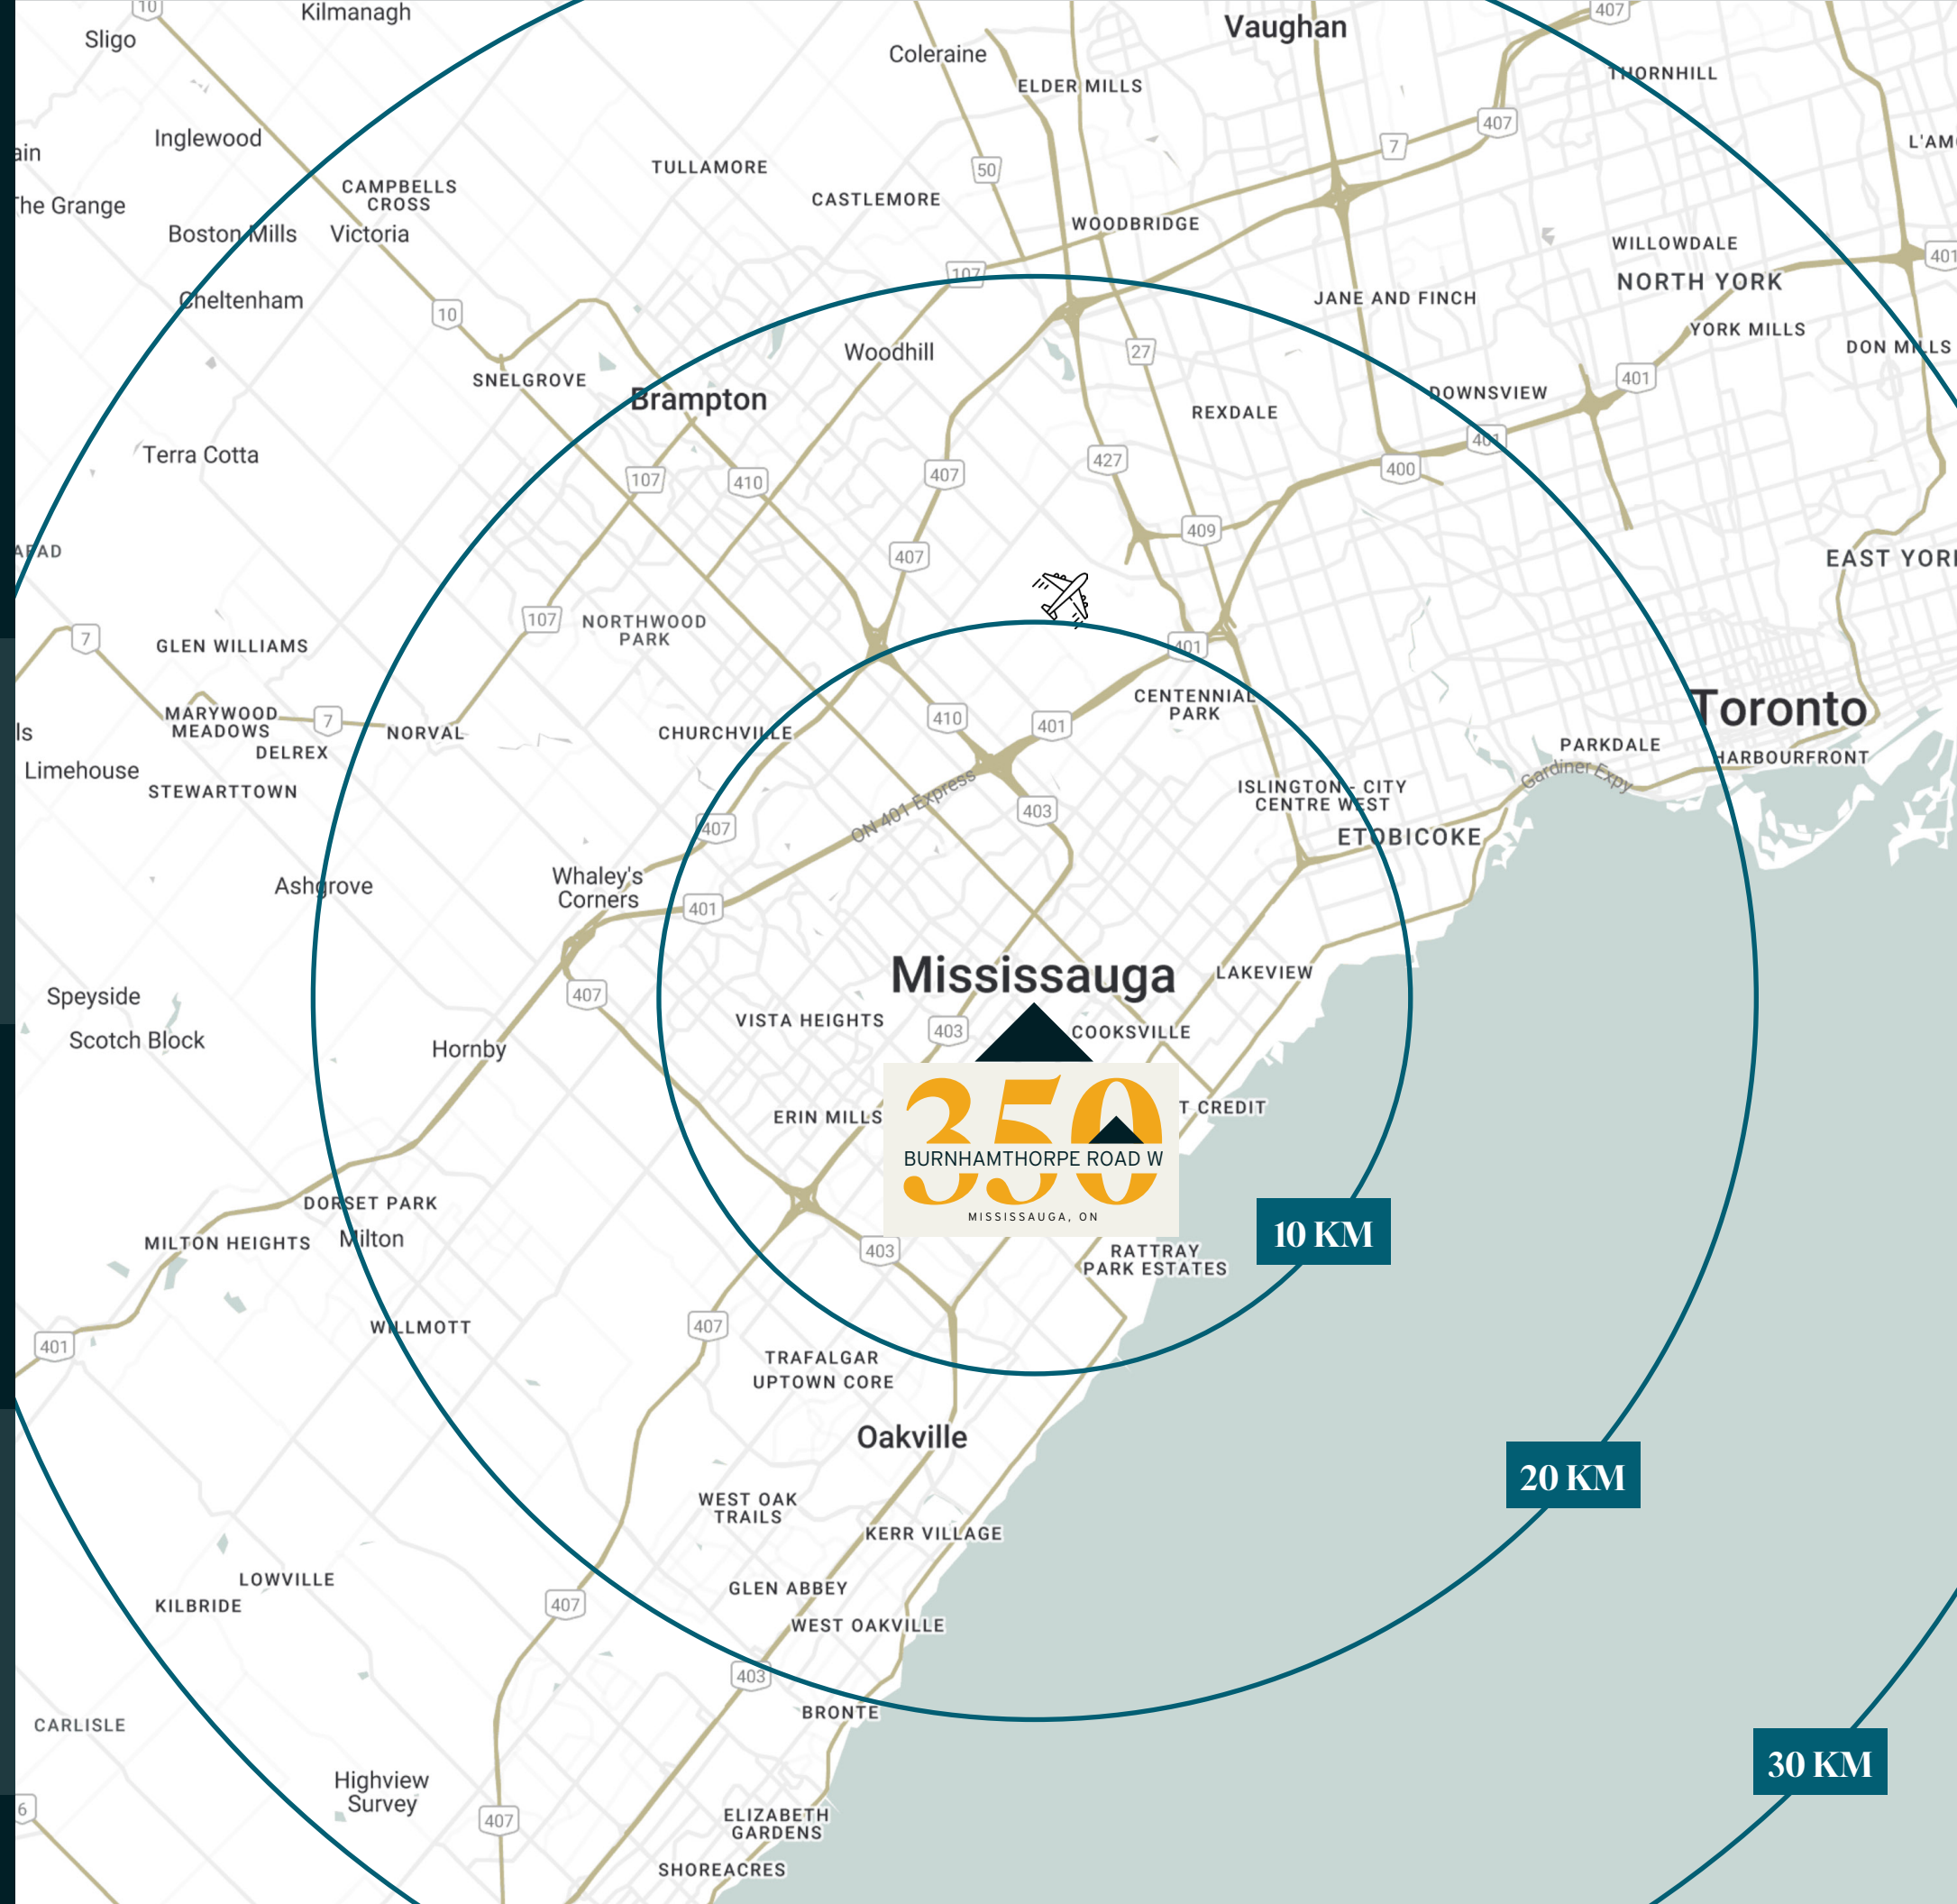 10
Kilmanagh
Sligo
Coleraine
Vaughan
407
ELDER MILLS
THORNHILL
407
Inglewood
ain
7
L'AM
TULLAMORE
50
CAMPBELLS
CROSS
CASTLEMORE
The Grange
Boston Mills
Victoria
WOODBRIDGE
WILLOWDALE
401
107
NORTH YORK
Cheltenham
JANE AND FINCH
10
YORK MILLS
DON MILLS
Woodhill
27
SNELGROVE
401
Brampton
DOWNSVIEW
REXDALE
401
Terra Cotta
427
400
107
410
407
409
APAD
407
EAST YORK
107
NORTHWOOD
PARK
7
GLEN WILLIAMS
401
CENTENNIAL
PARK
MARYWOOD
MEADOWS
7
NORVAL
CHURCHVILLE
410
401
Toronto
ls
DELREX
PARKDALE
HARBOURFRONT
Limehouse
STEWARTTOWN
Gardiner Expy
ISLINGTON - CITY
CENTRE WEST
ON 401 Express
403
407
ETOBICOKE
Ashgrove
Whaley's
Corners
401
Mississauga
LAKEVIEW
Speyside
407
VISTA HEIGHTS
403
COOKSVILLE
Scotch Block
Hornby
ERIN MILLS
T CREDIT
350
BURNHAMTHORPE ROAD W
MISSISSAUGA, ON
DORSET PARK
MILTON HEIGHTS
Milton
10 KM
403
RATTRAY
PARK ESTATES
WILLMOTT
407
401
TRAFALGAR
UPTOWN CORE
Oakville
20 KM
WEST OAK
TRAILS
KERR VILLAGE
LOWVILLE
GLEN ABBEY
KILBRIDE
407
WEST OAKVILLE
403
BRONTE
CARLISLE
30 KM
Highview
Survey
6
407
ELIZABETH
GARDENS
SHOREACRES